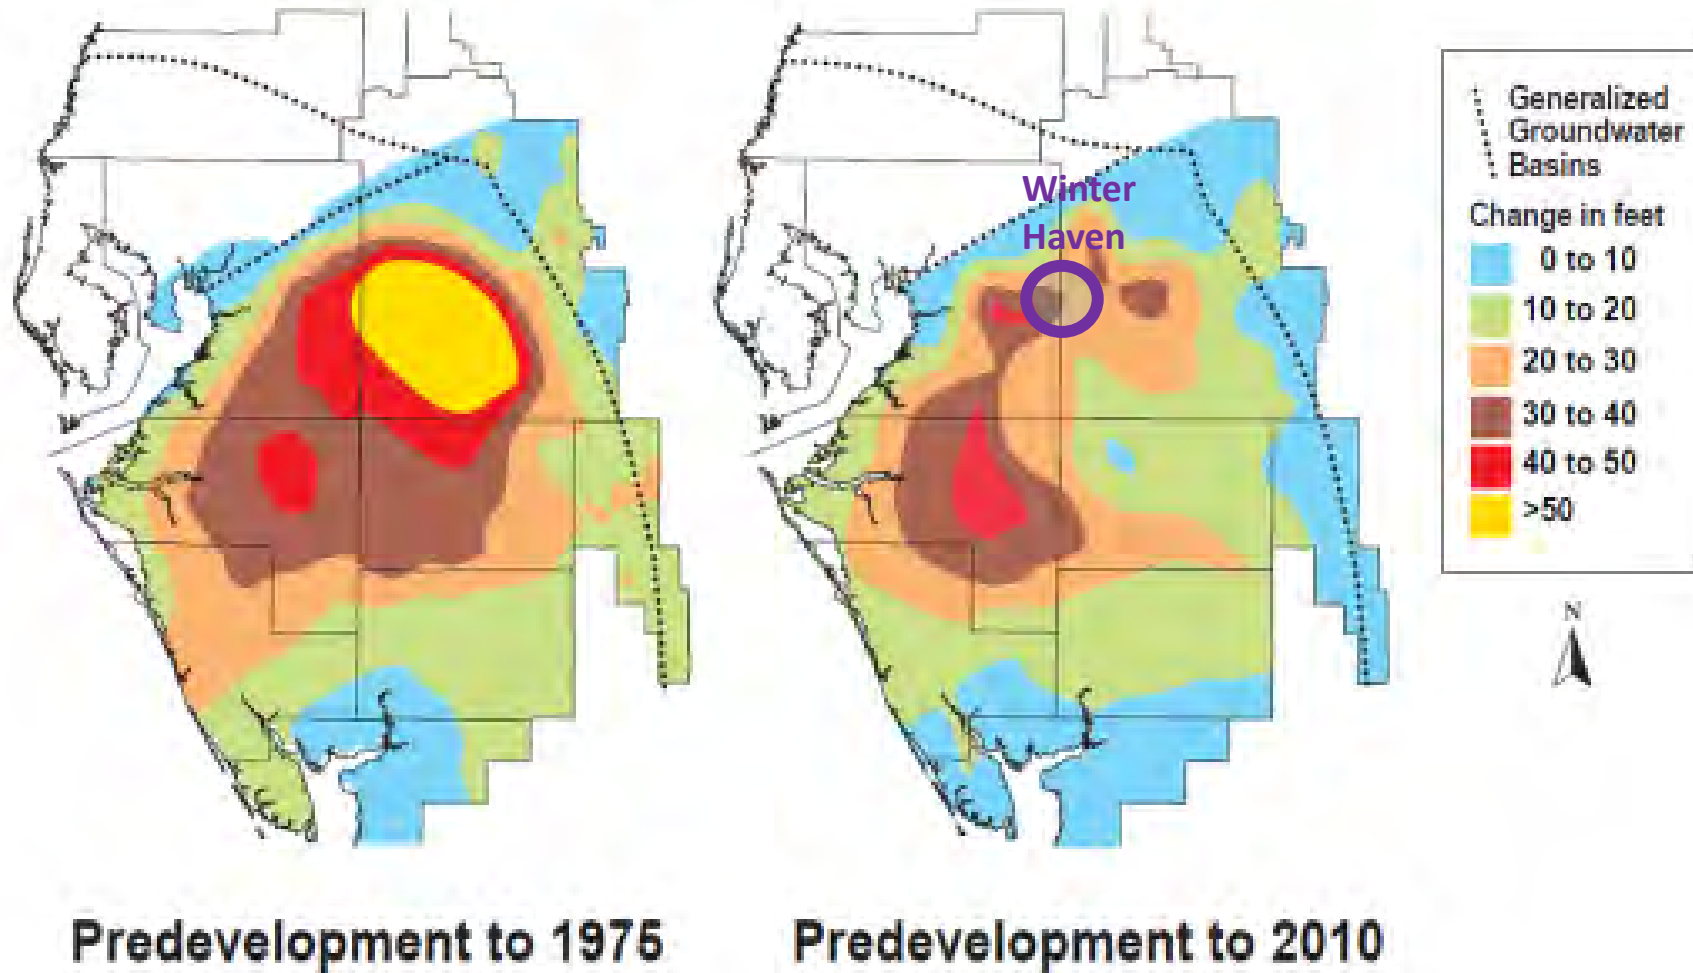 Winter
Haven
Generalized
Groundwater
Basins
Change in feet
0 to 10
10 to 20
20 to 30
30 to 40
40 to 50
>50
N
Predevelopment to 1975
Predevelopment to 2010